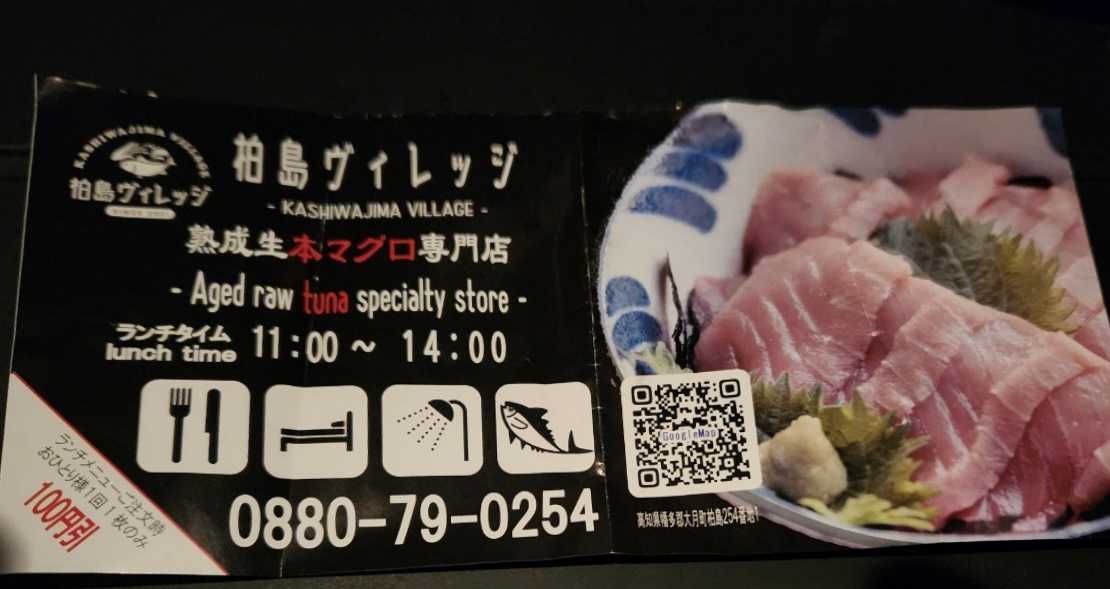 KASHIWAJIMA VILLAGE
柏島ヴィレッジ
SINCE 2021
柏島ヴィレッジ
- KASHIWAJIMA VILLAGE -
熟成生本マグロ専門店
- Aged raw tuna specialty store -
ランチタイム
lunch time
11:00 ~ 14:00
ランチメニューご注文時
おひとり様1回1枚のみ
100円引
0880-79-0254
GoogleMap
高知県幡多郡大月町柏島254番地1